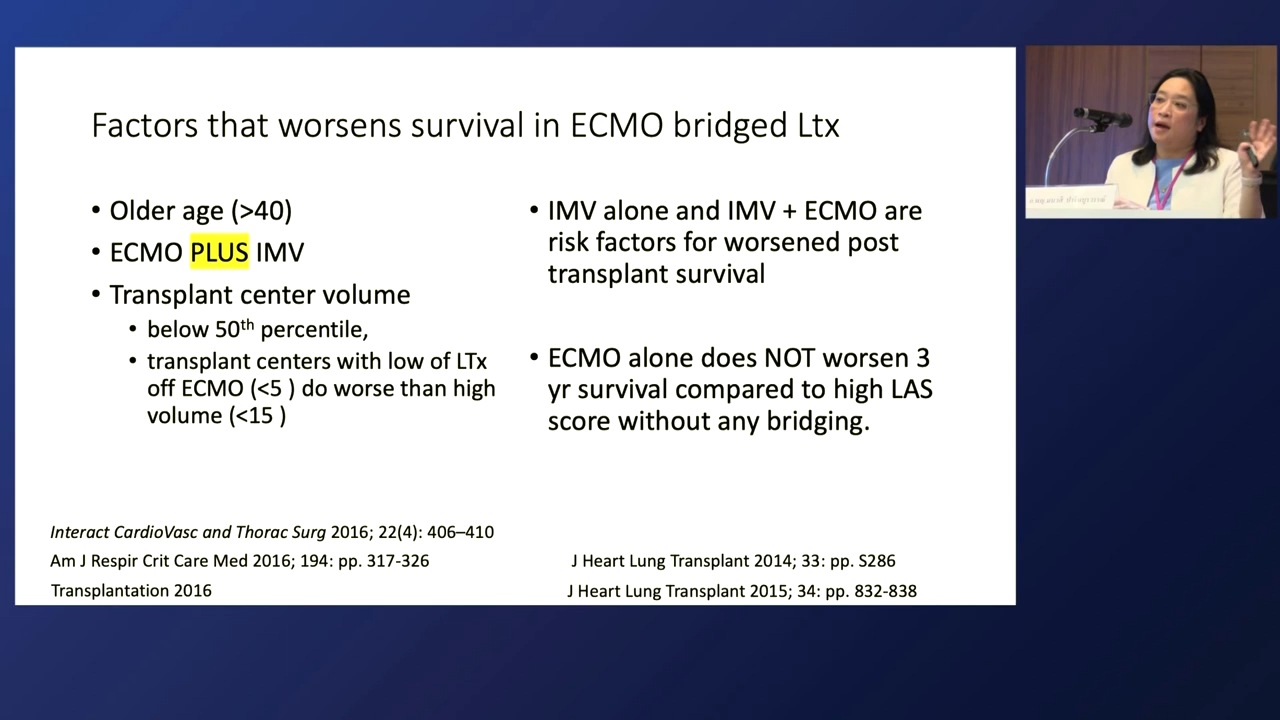 Factors that worsens survival in ECMO bridged Ltx
• Older age (>40)
• ECMO PLUS IMV
• Transplant center volume
• below 50th percentile,
• transplant centers with low of LTx
off ECMO (<5 ) do worse than high
volume (<15 )
• IMV alone and IMV + ECMO are
risk factors for worsened post
transplant survival
• ECMO alone does NOT worsen 3
yr survival compared to high LAS
score without any bridging.
Interact CardioVasc and Thorac Surg 2016; 22(4): 406–410
Am J Respir Crit Care Med 2016; 194: pp. 317-326
Transplantation 2016
J Heart Lung Transplant 2014; 33: pp. S286
J Heart Lung Transplant 2015; 34: pp. 832-838